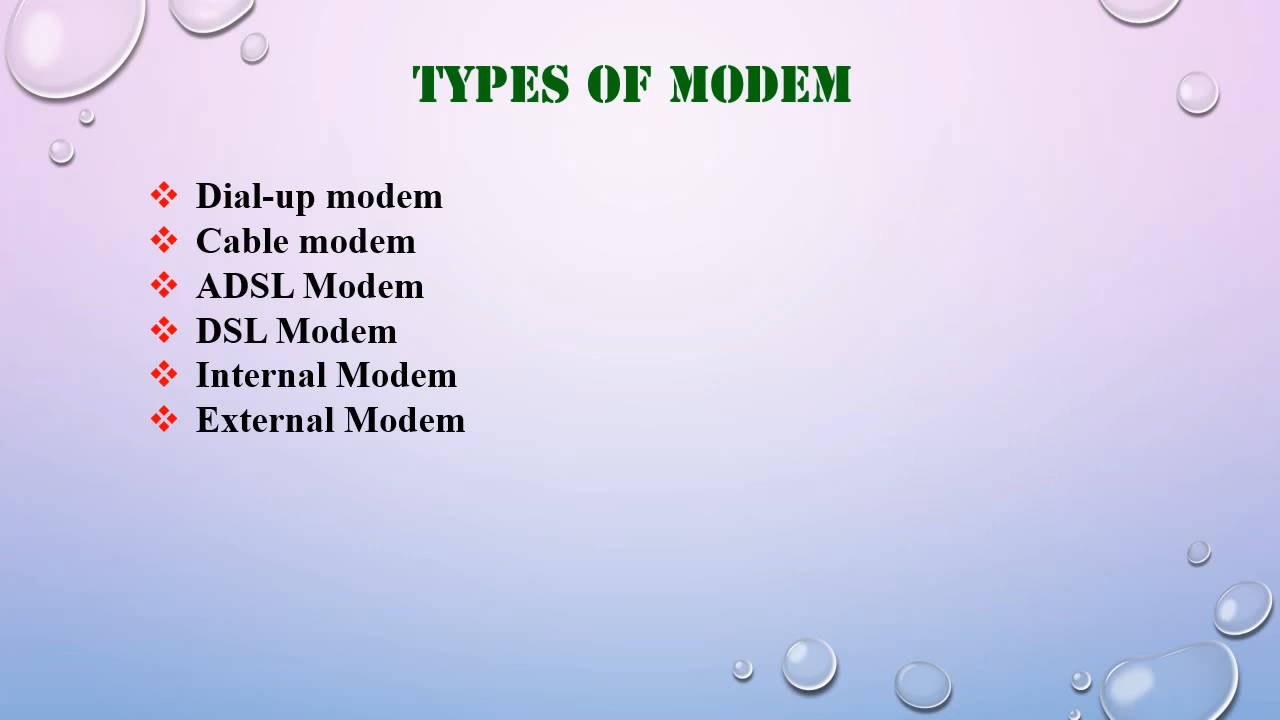 TYPES OF MODEM
❖ Dial-up modem
❖ Cable modem
❖ ADSL Modem
❖ DSL Modem
❖ Internal Modem
❖ External Modem